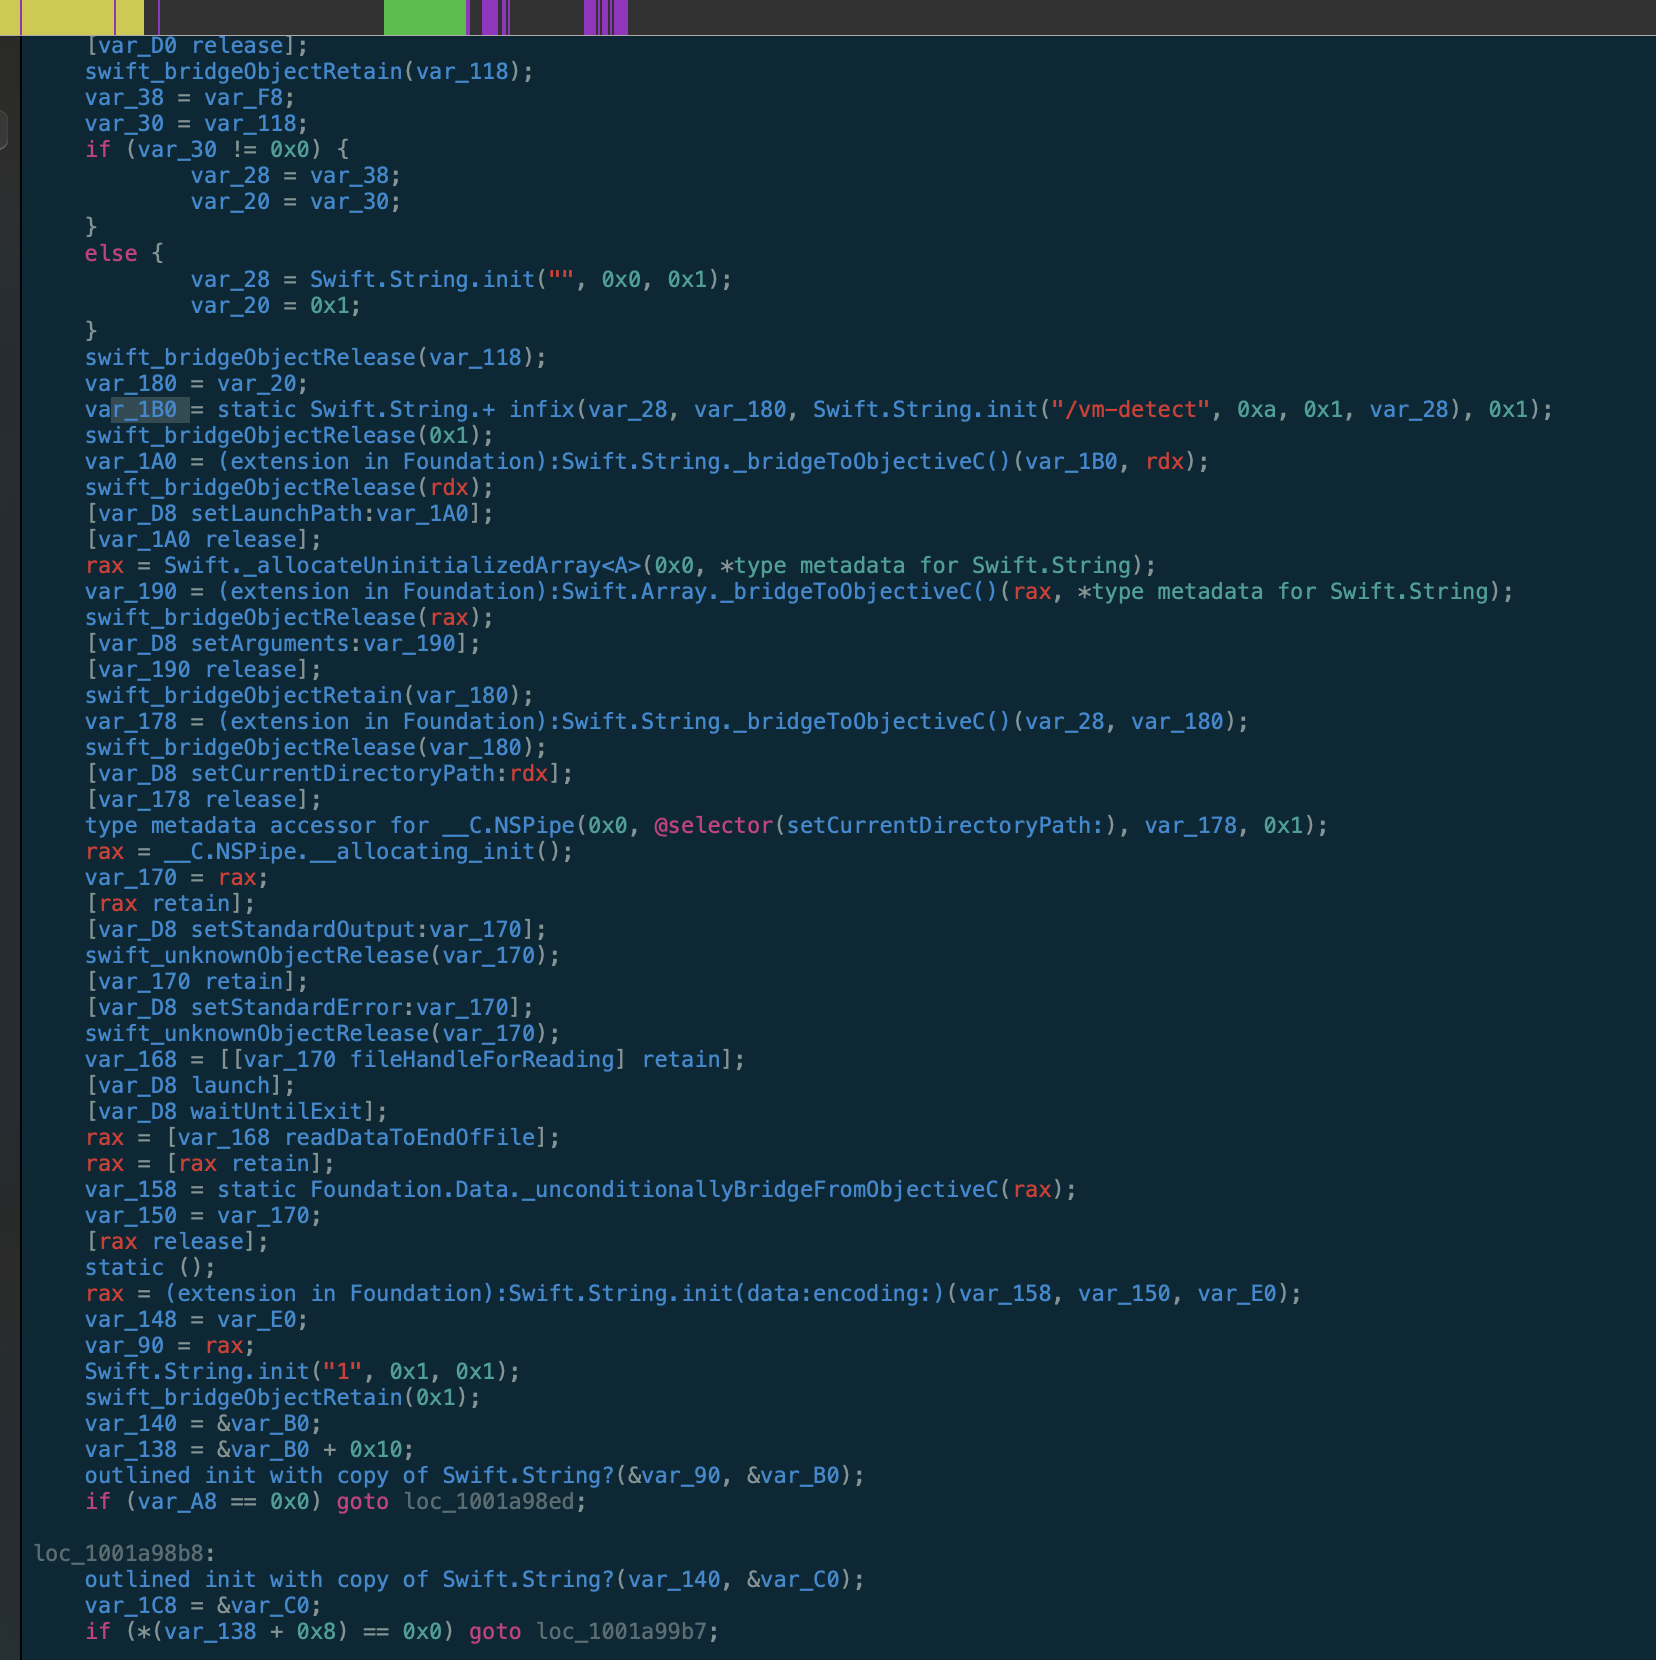 [var_D0 release];
swift_bridgeObjectRetain(var_118);
var_38 = var_F8;
var_30 = var_118;
if (var_30 != 0x0) {
var_28 = var_38;
var_20 = var_30;
}
else {
var_28 = Swift.String.init("", 0x0, 0x1);
var_20 = 0x1;
}
swift_bridgeObjectRelease(var_118);
var_180 = var_20;
var_1B0 = static Swift.String.+ infix(var_28, var_180, Swift.String.init("/vm-detect", 0xa, 0x1, var_28), 0x1);
swift_bridgeObjectRelease(0x1);
var_1A0 = (extension in Foundation):Swift.String._bridgeToObjectiveC()(var_1B0, rdx);
swift_bridgeObjectRelease(rdx);
[var_D8 setLaunchPath:var_1A0];
[var_1A0 release];
rax = Swift._allocateUninitializedArray<A>(0x0, *type metadata for Swift.String);
var_190 = (extension in Foundation):Swift.Array._bridgeToObjectiveC()(rax, *type metadata for Swift.String);
swift_bridgeObjectRelease(rax);
[var_D8 setArguments:var_190];
[var_190 release];
swift_bridgeObjectRetain(var_180);
var_178 = (extension in Foundation):Swift.String._bridgeToObjectiveC()(var_28, var_180);
swift_bridgeObjectRelease(var_180);
[var_D8 setCurrentDirectoryPath:rdx];
[var_178 release];
type metadata accessor for __C.NSPipe(0x0, @selector(setCurrentDirectoryPath:), var_178, 0x1);
rax = __C.NSPipe.__allocating_init();
var_170 = rax;
[rax retain];
[var_D8 setStandardOutput:var_170];
swift_unknownObjectRelease(var_170);
[var_170 retain];
[var_D8 setStandardError:var_170];
swift_unknownObjectRelease(var_170);
var_168 = [[var_170 fileHandleForReading] retain];
[var_D8 launch];
[var_D8 waitUntilExit];
rax = [var_168 readDataToEndOfFile];
rax = [rax retain];
var_158 = static Foundation.Data._unconditionallyBridgeFromObjectiveC(rax);
var_150 = var_170;
[rax release];
static ();
rax = (extension in Foundation):Swift.String.init(data:encoding:)(var_158, var_150, var_E0);
var_148 = var_E0;
var_90 = rax;
Swift.String.init("1", 0x1, 0x1);
swift_bridgeObjectRetain(0x1);
var_140 = &var_B0;
var_138 = &var_B0 + 0x10;
outlined init with copy of Swift.String?(&var_90, &var_B0);
if (var_A8 == 0x0) goto loc_1001a98ed;
loc_1001a98b8:
outlined init with copy of Swift.String?(var_140, &var_C0);
var_1C8 = &var_C0;
if (*(var_138 + 0x8) == 0x0) goto loc_1001a99b7;